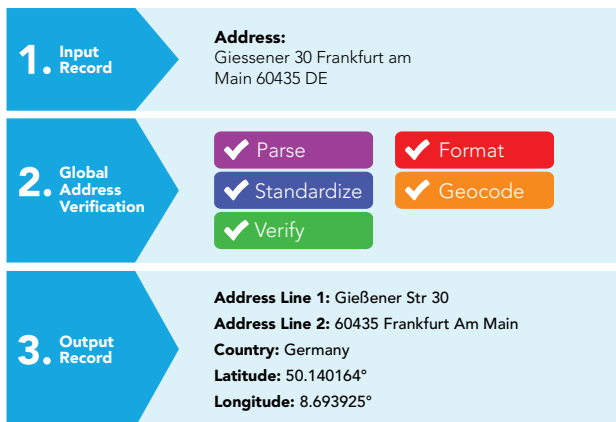 1. Input Record
Address:
Giessener 30 Frankfurt am
Main 60435 DE
2. Global Address Verification
Parse
Format
Standardize
Geocode
Verify
3. Output Record
Address Line 1: Gießener Str 30
Address Line 2: 60435 Frankfurt Am Main
Country: Germany
Latitude: 50.140164°
Longitude: 8.693925°